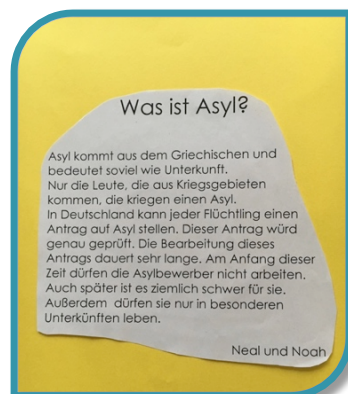 Was ist Asyl?
Asyl kommt aus dem Griechischen und
bedeutet soviel wie Unterkunft.
Nur die Leute, die aus Kriegsgebieten
kommen, die kriegen einen Asyl.
In Deutschland kann jeder Flüchtling einen
Antrag auf Asyl stellen. Dieser Antrag würd
genau geprüft. Die Bearbeitung dieses
Antrags dauert sehr lange. Am Anfang dieser
Zeit dürfen die Asylbewerber nicht arbeiten.
Auch später ist es ziemlich schwer für sie.
Außerdem dürfen sie nur in besonderen
Unterkünften leben.
Neal und Noah